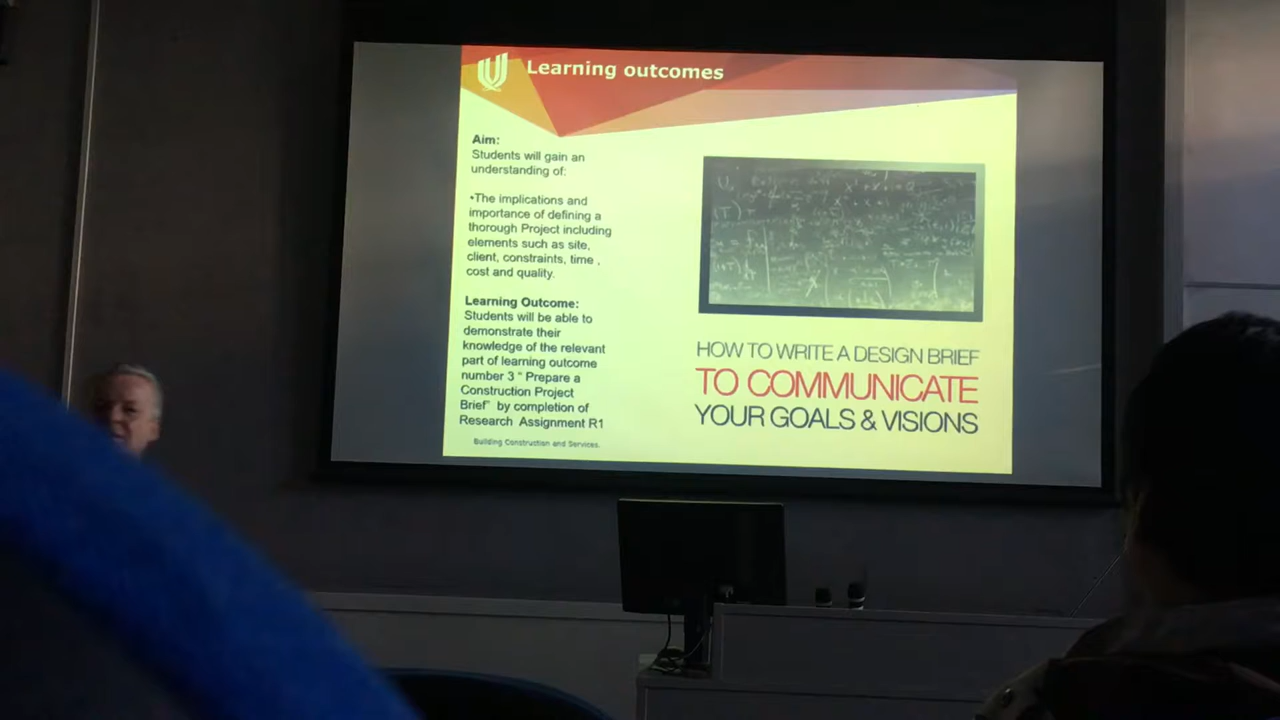 Learning outcomes
Aim:
Students will gain an
understanding of:
•The implications and
importance of defining a
thorough Project including
elements such as site,
client, constraints, time ,
cost and quality.
Learning Outcome:
Students will be able to
demonstrate their
knowledge of the relevant
part of learning outcome
number 3 “ Prepare a
Construction Project
Brief” by completion of
Research Assignment R1
Building Construction and Services.
HOW TO WRITE A DESIGN BRIEF
TO COMMUNICATE
YOUR GOALS & VISIONS